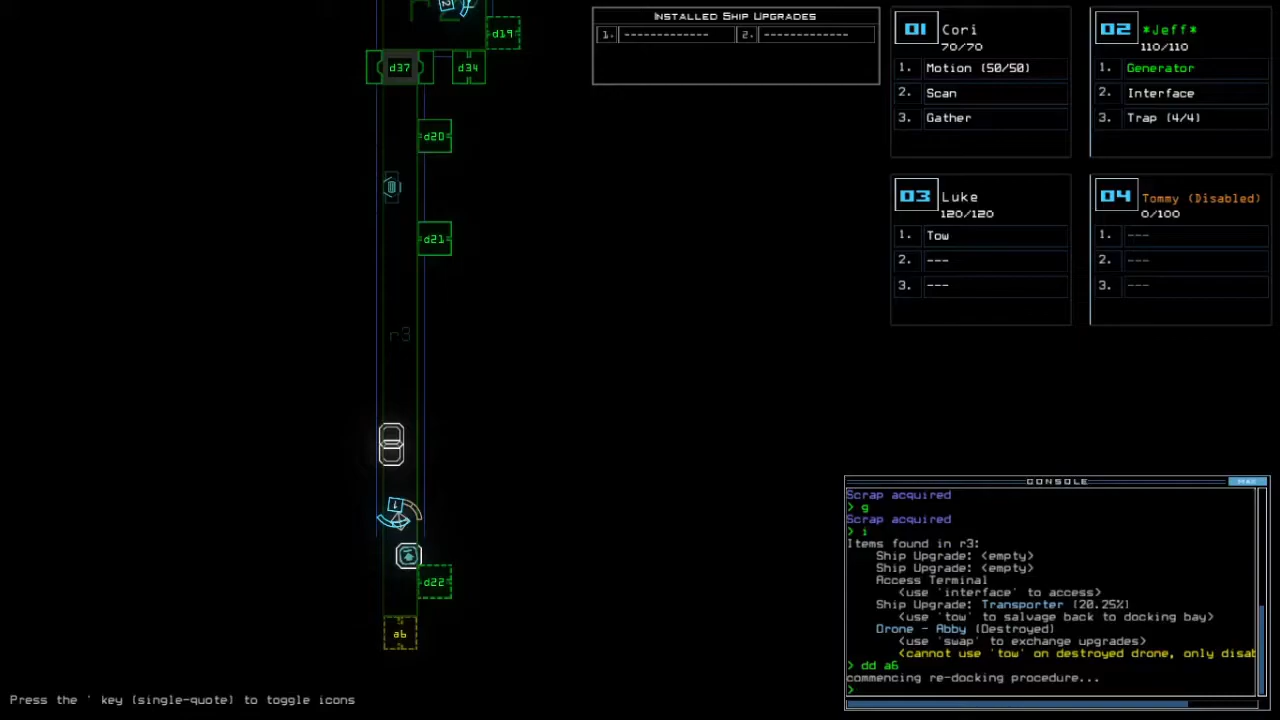 r2
2
d19
d37
d34
d20
d21
r3
1
d22
a6
Press the ' key (single-quote) to toggle icons
Installed Ship Upgrades
1. -------------
2. -------------
01 Cori
70/70
1. Motion (50/50)
2. Scan
3. Gather
02 *Jeff*
110/110
1. Generator
2. Interface
3. Trap (4/4)
03 Luke
120/120
1. Tow
2. ---
3. ---
04 Tommy (Disabled)
0/100
1. ---
2. ---
3. ---
CONSOLE
Scrap acquired
> g
Scrap acquired
> i
Items found in r3:
Ship Upgrade: <empty>
Ship Upgrade: <empty>
Access Terminal
<use 'interface' to access>
Ship Upgrade: Transporter (20.25%)
<use 'tow' to salvage back to docking bay>
Drone - Abby (Destroyed)
<use 'swap' to exchange upgrades>
<cannot use 'tow' on destroyed drone, only disab
> dd a6
commencing re-docking procedure...
>